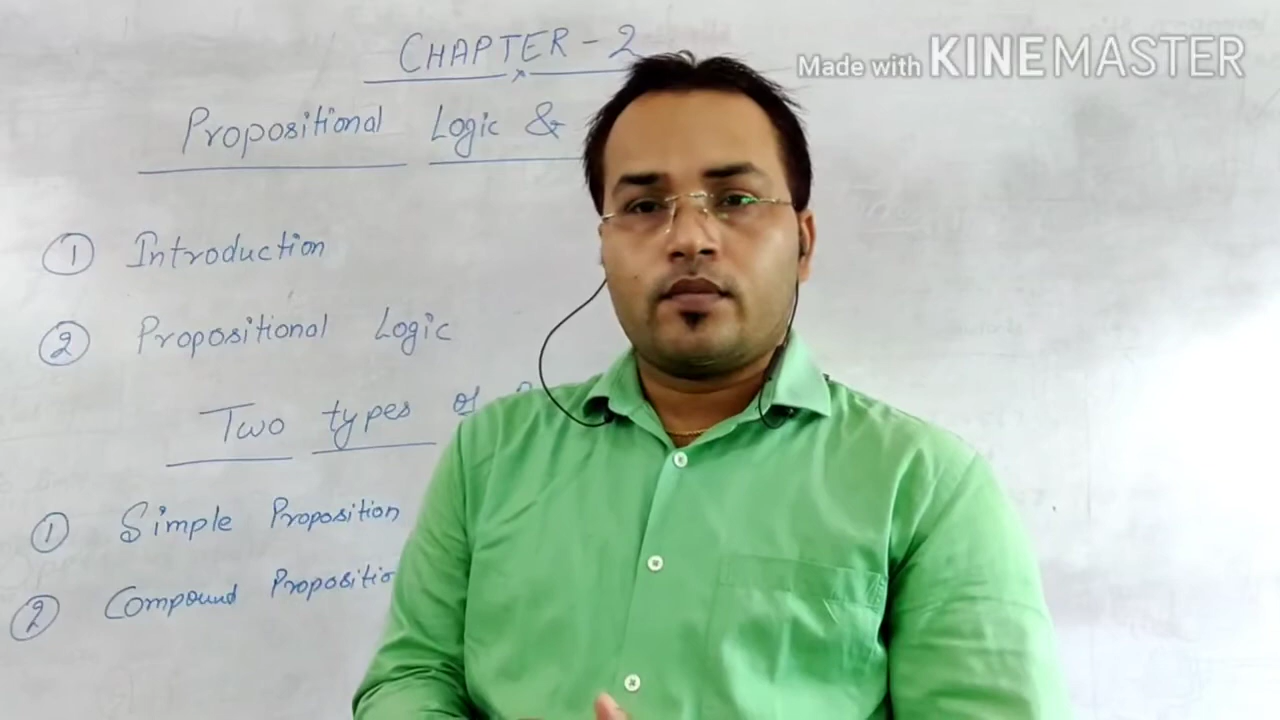 CHAPTER - 2
Made with KINEMASTER
Propositional Logic &
① Introduction
② Propositional Logic
Two types of
① Simple Proposition
② Compound Propositio